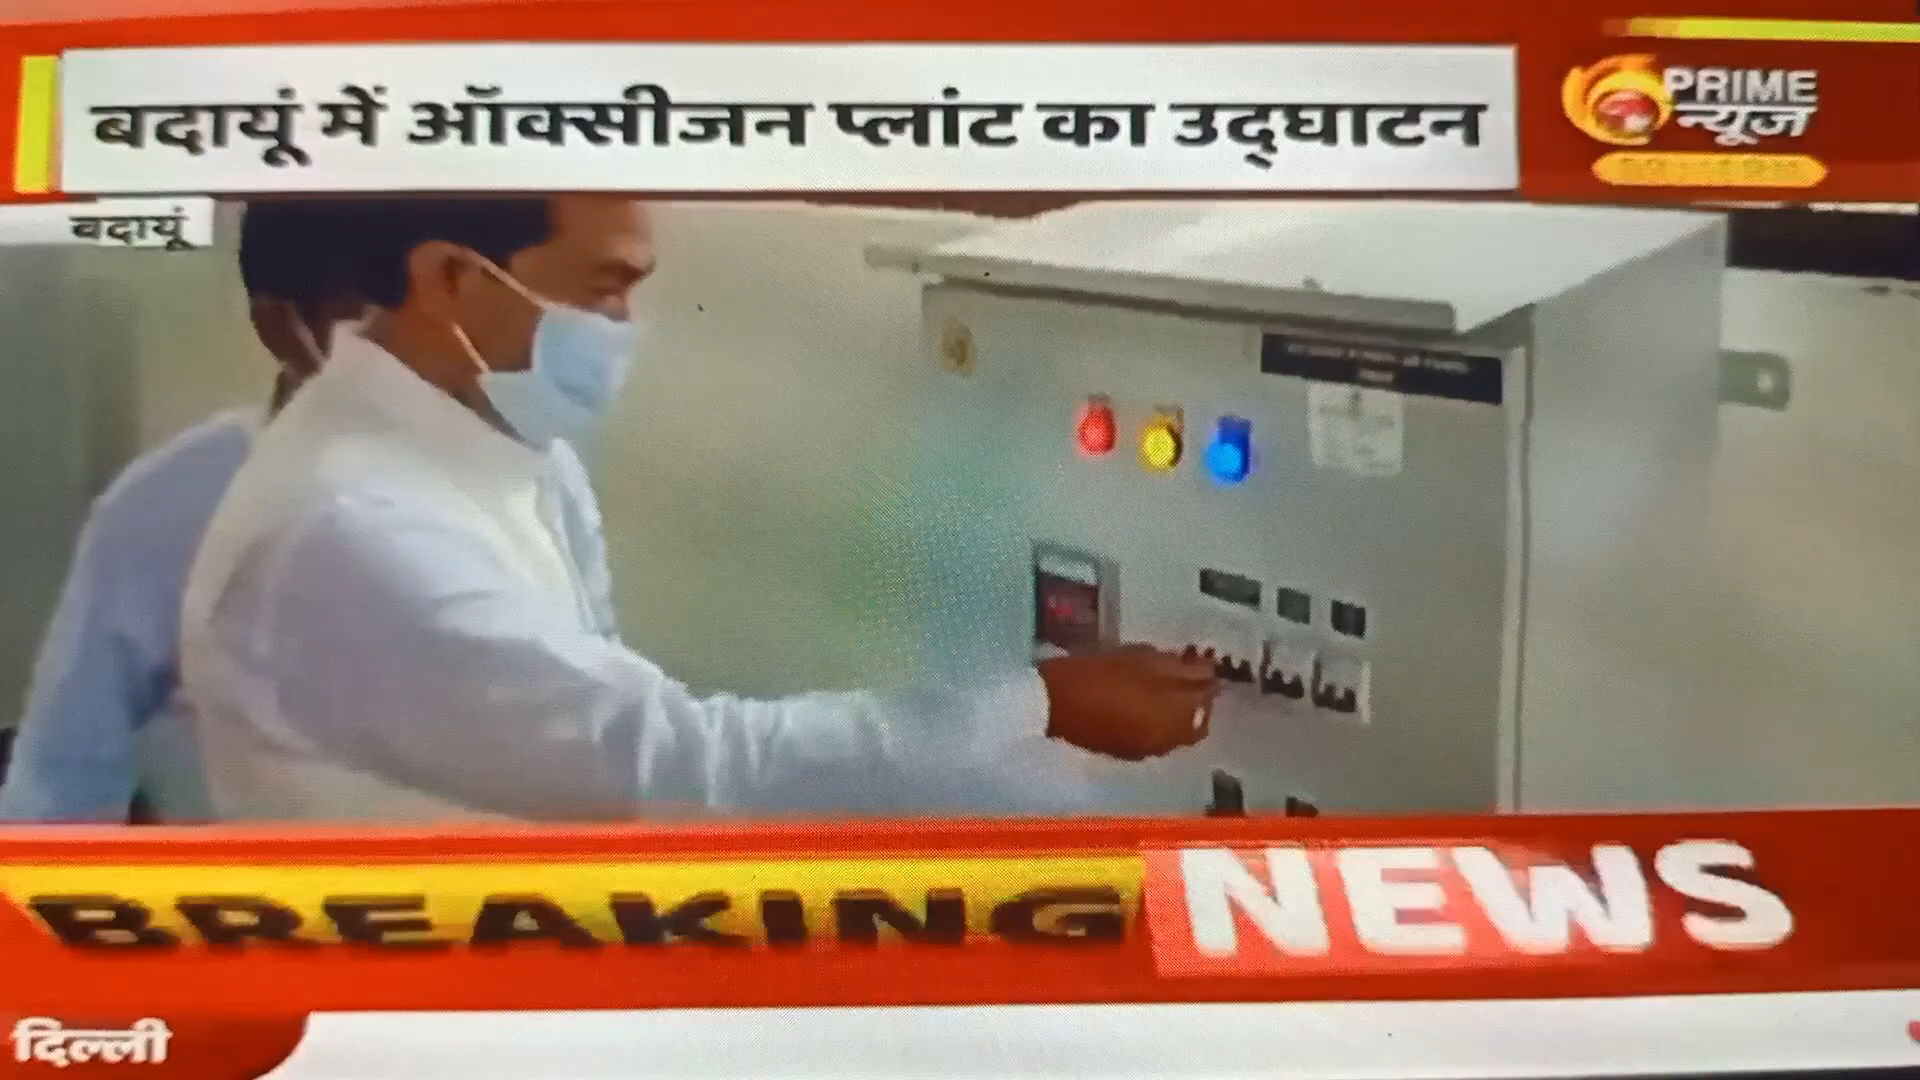 बदायूं में ऑक्सीजन प्लांट का उद्घाटन
PRIME
न्यूज
बदायूं
BREAKING NEWS
दिल्ली